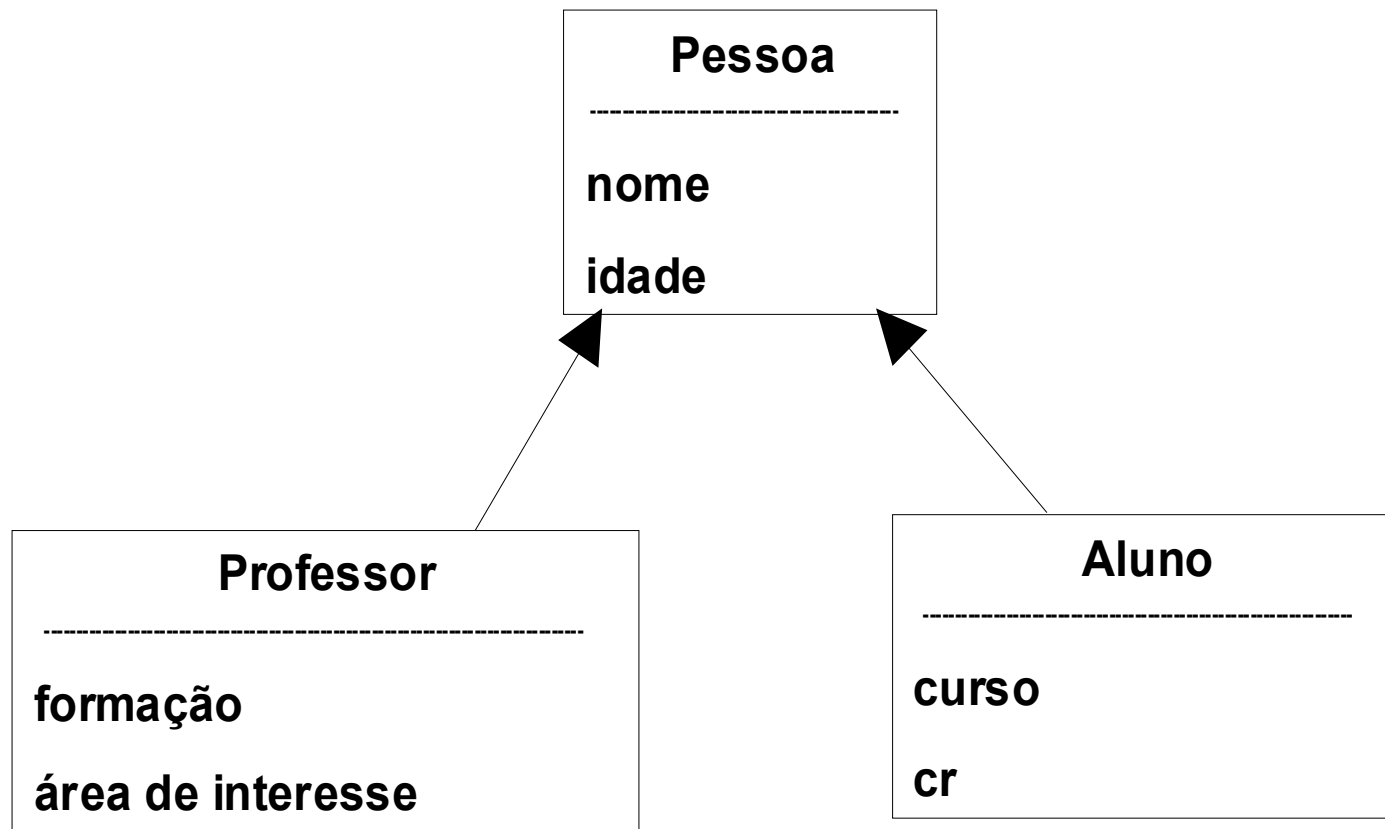 Pessoa
nome
idade
Professor
formação
área de interesse
Aluno
curso
cr